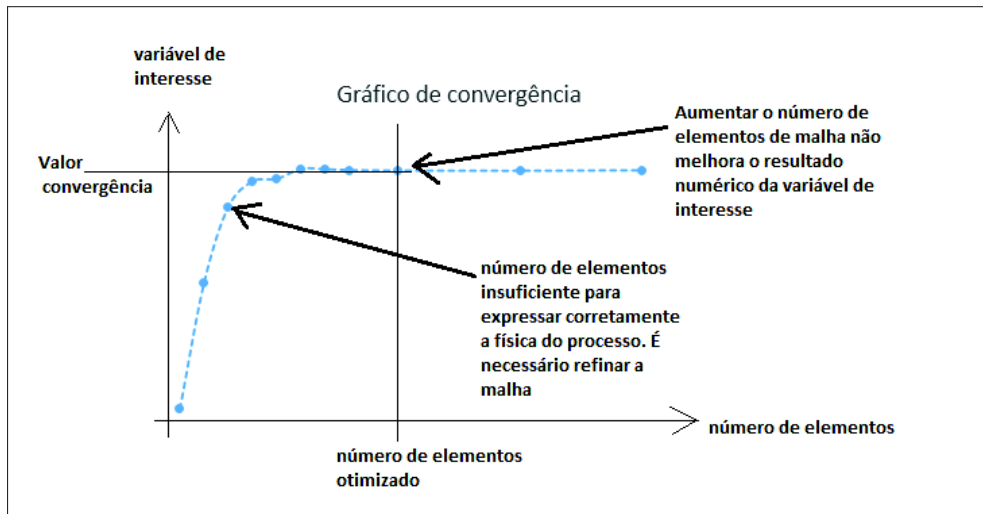 variável de
interesse
Gráfico de convergência
Aumentar o número de
elementos de malha não
melhora o resultado
numérico da variável de
interesse
Valor
convergência
número de elementos
insuficiente para
expressar corretamente
a física do processo. É
necessário refinar a
malha
número de elementos
número de elementos
otimizado